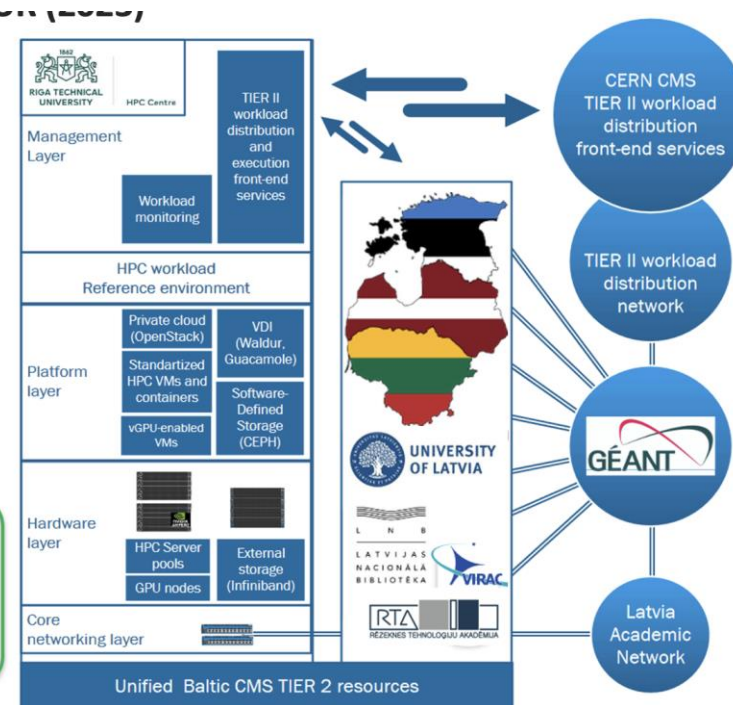 (2023)
1862
RIGA TECHNICAL
UNIVERSITY
HPC Centre
Management
Layer
Workload
monitoring
TIER II
workload
distribution
and
execution
front-end
services
HPC workload
Reference environment
Platform
layer
Private cloud
(OpenStack)
Standartized
HPC VMs and
containers
vGPU-enabled
VMs
VDI
(Waldur,
Guacamole)
Software-
Defined
Storage
(CEPH)
Hardware
layer
HPC Server
pools
GPU nodes
External
storage
(Infiniband)
Core
networking layer
UNIVERSITY
OF LATVIA
L N B
LATVIJAS
NACIONĀLĀ
BIBLIOTĒKA
VIRAC
RTA
RĒZEKNES TEHNOLOĢIJU AKADĒMIJA
Unified Baltic CMS TIER 2 resources
CERN CMS
TIER II workload
distribution
front-end services
TIER II workload
distribution
network
GÉANT
Latvia
Academic
Network